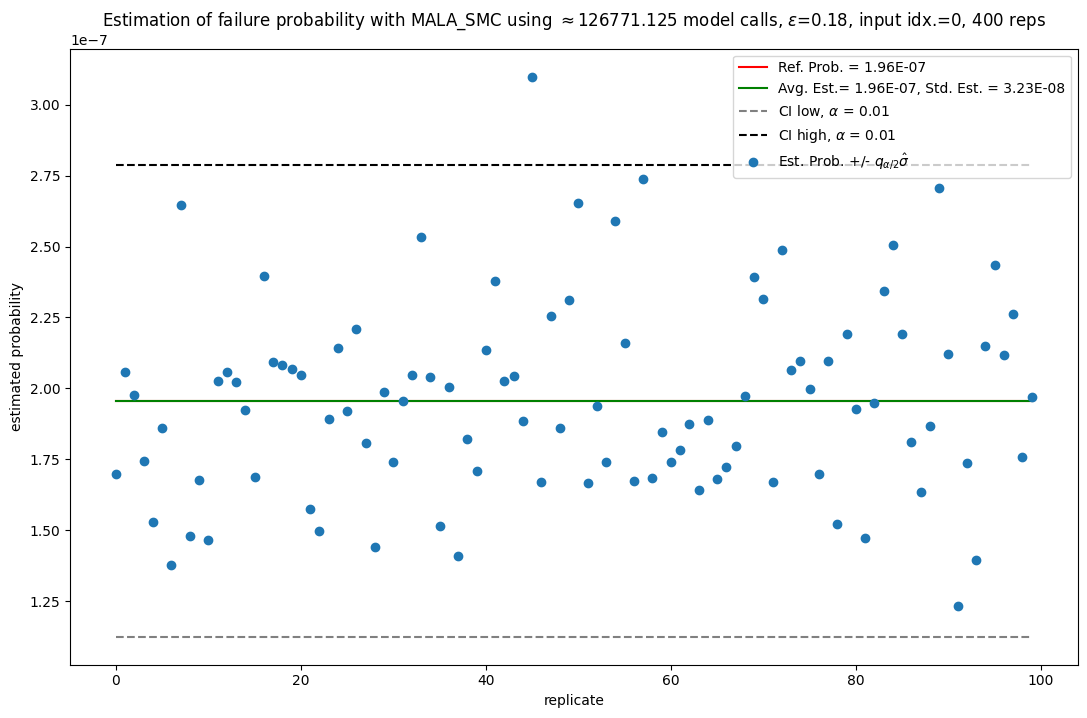 Estimation of failure probability with MALA_SMC using ≈126771.125 model calls, ε=0.18, input idx.=0, 400 reps
1e−7
Ref. Prob. = 1.96E-07
Avg. Est.= 1.96E-07, Std. Est. = 3.23E-08
CI low, α = 0.01
CI high, α = 0.01
Est. Prob. +/- qα/2σ̂
3.00
2.75
2.50
2.25
2.00
1.75
1.50
1.25
estimated probability
0 20 40 60 80 100
replicate